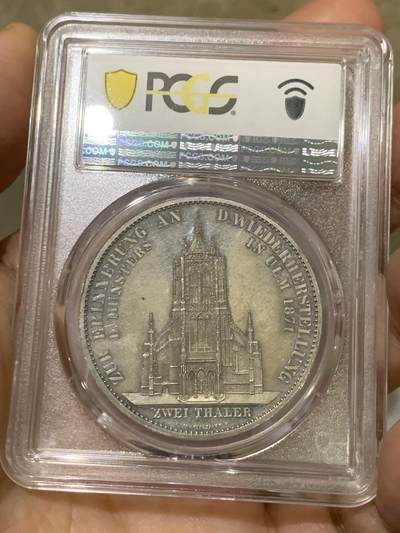 PCGS
ZUR ERINNERUNG AN D.WIEDERHERSTELLUNG
D. MÜNSTERS IN ULM 1871
ZWEI THALER